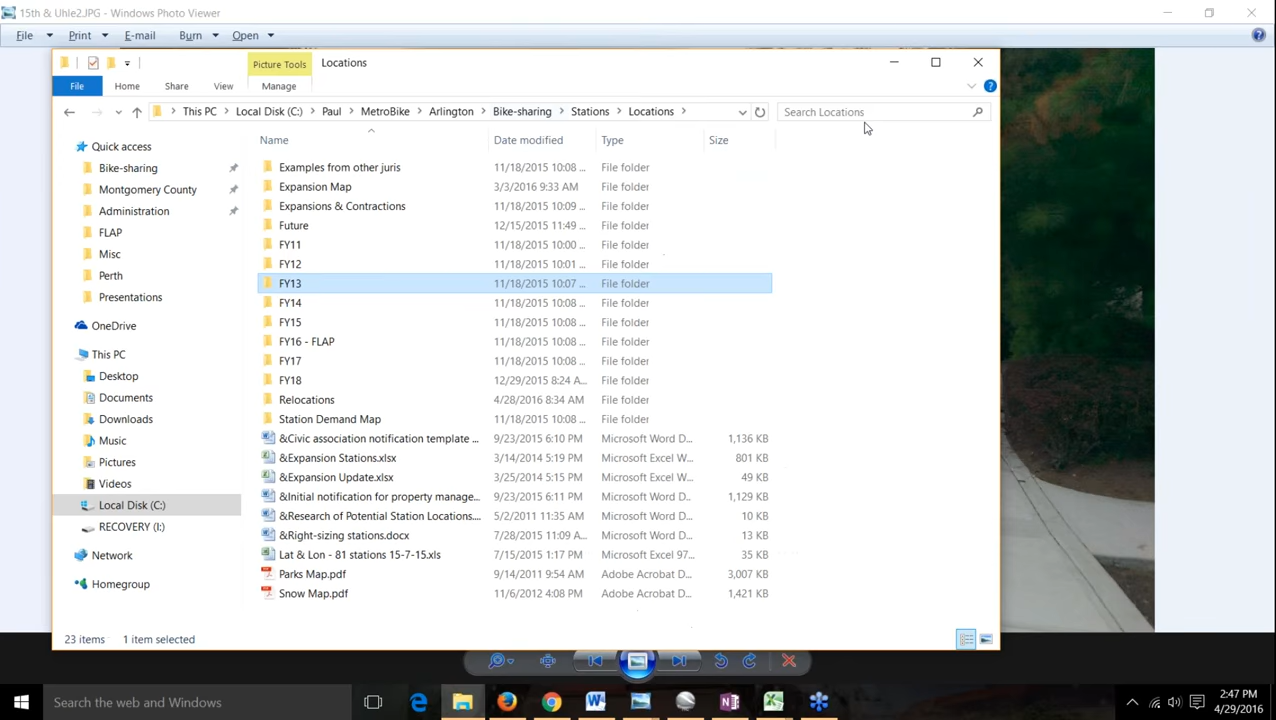 15th & Uhle2.JPG - Windows Photo Viewer
File Print E-mail Burn Open
Picture Tools Locations
File Home Share View Manage
This PC Local Disk (C:) Paul MetroBike Arlington Bike-sharing Stations Locations Search Locations
Name Date modified Type Size
Quick access
Bike-sharing
Montgomery County
Administration
FLAP
Misc
Perth
Presentations
OneDrive
This PC
Desktop
Documents
Downloads
Music
Pictures
Videos
Local Disk (C:)
RECOVERY (I:)
Network
Homegroup
Examples from other juris 11/18/2015 10:08 ... File folder
Expansion Map 3/3/2016 9:33 AM File folder
Expansions & Contractions 11/18/2015 10:09 ... File folder
Future 12/15/2015 11:49 ... File folder
FY11 11/18/2015 10:00 ... File folder
FY12 11/18/2015 10:01 ... File folder
FY13 11/18/2015 10:07 ... File folder
FY14 11/18/2015 10:08 ... File folder
FY15 11/18/2015 10:08 ... File folder
FY16 - FLAP 11/18/2015 10:08 ... File folder
FY17 11/18/2015 10:08 ... File folder
FY18 12/29/2015 8:24 A... File folder
Relocations 4/28/2016 8:34 AM File folder
Station Demand Map 11/18/2015 10:08 ... File folder
&Civic association notification template ... 9/23/2015 6:10 PM Microsoft Word D... 1,136 KB
&Expansion Stations.xlsx 3/14/2014 5:19 PM Microsoft Excel W... 801 KB
&Expansion Update.xlsx 3/25/2014 5:15 PM Microsoft Excel W... 49 KB
&Initial notification for property manage... 9/23/2015 6:11 PM Microsoft Word D... 1,129 KB
&Research of Potential Station Locations.... 5/2/2011 11:35 AM Microsoft Word D... 10 KB
&Right-sizing stations.docx 7/28/2015 11:09 A... Microsoft Word D... 13 KB
Lat & Lon - 81 stations 15-7-15.xls 7/15/2015 1:17 PM Microsoft Excel 97... 35 KB
Parks Map.pdf 9/14/2011 9:54 AM Adobe Acrobat D... 3,007 KB
Snow Map.pdf 11/6/2012 4:08 PM Adobe Acrobat D... 1,421 KB
23 items 1 item selected
Search the web and Windows
2:47 PM
4/29/2016